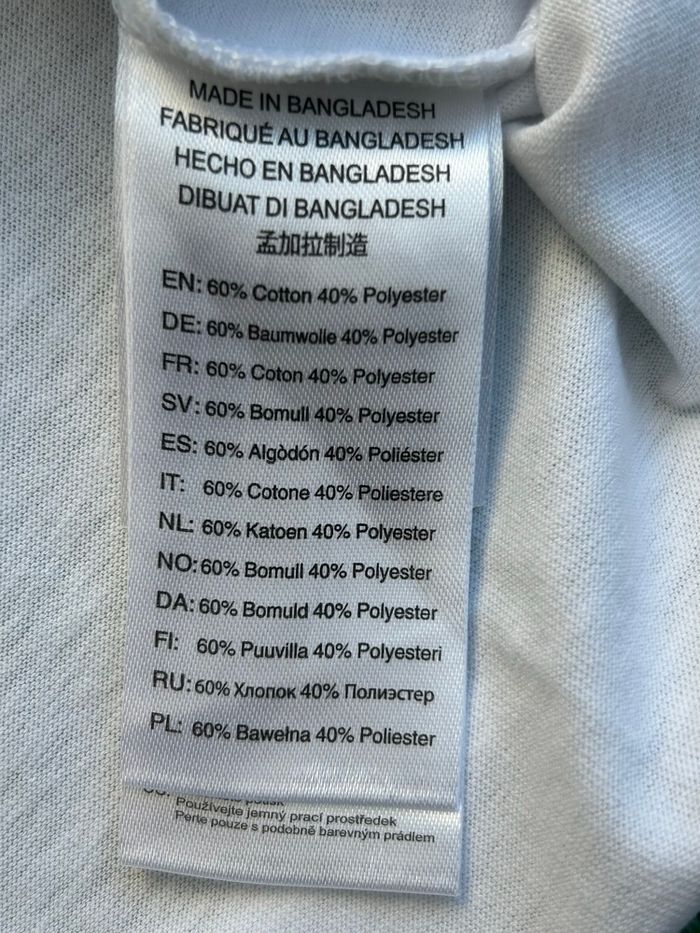 MADE IN BANGLADESH
FABRIQUÉ AU BANGLADESH
HECHO EN BANGLADESH
DIBUAT DI BANGLADESH
孟加拉制造
EN: 60% Cotton 40% Polyester
DE: 60% Baumwolle 40% Polyester
FR: 60% Coton 40% Polyester
SV: 60% Bomull 40% Polyester
ES: 60% Algòdón 40% Poliéster
IT: 60% Cotone 40% Poliestere
NL: 60% Katoen 40% Polyester
NO: 60% Bomull 40% Polyester
DA: 60% Bomuld 40% Polyester
FI: 60% Puuvilla 40% Polyesteri
RU: 60% Хлопок 40% Полиэстер
PL: 60% Bawełna 40% Poliester
Používejte jemný prací prostředek
Perte pouze s podobně barevným prádlem